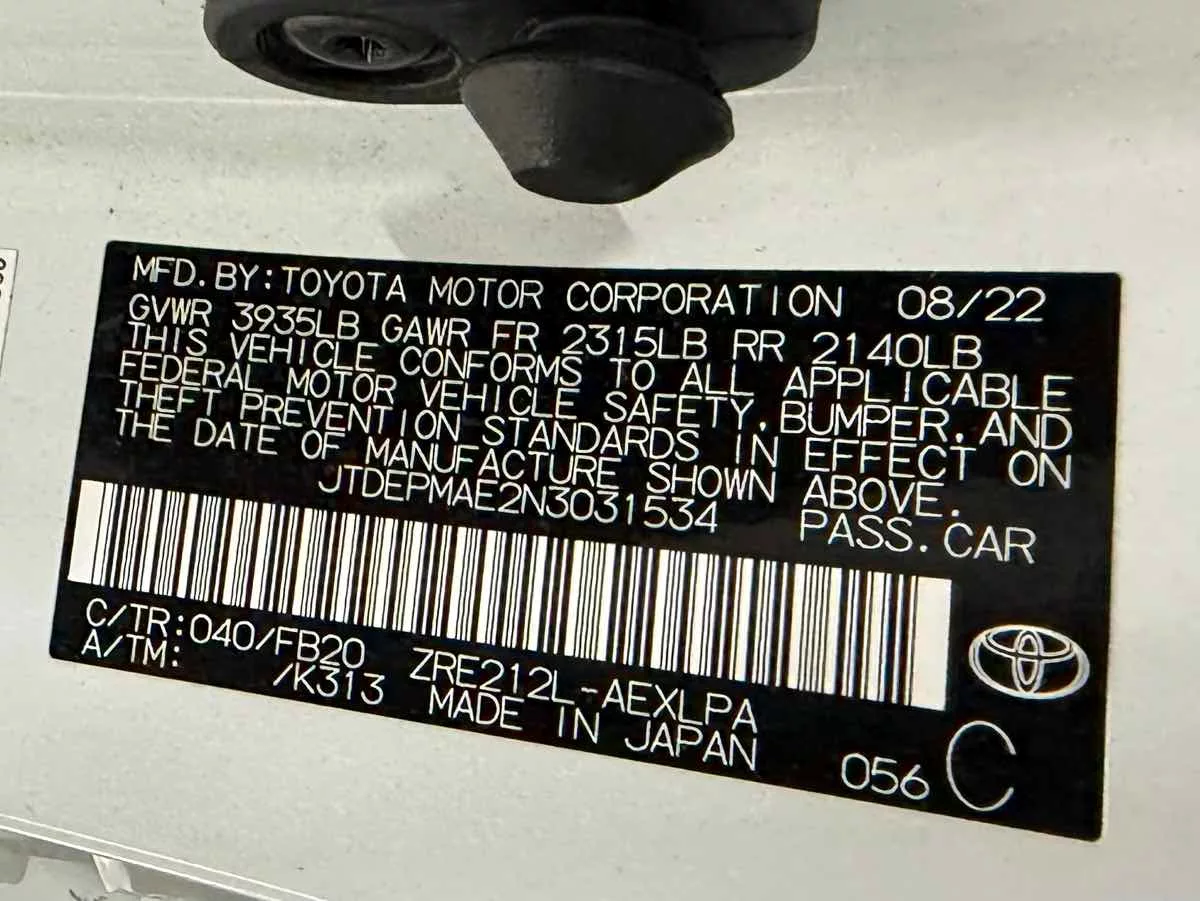 MFD. BY: TOYOTA MOTOR CORPORATION 08/22
GVWR 3935LB GAWR FR 2315LB RR 2140LB
THIS VEHICLE CONFORMS TO ALL APPLICABLE
FEDERAL MOTOR VEHICLE SAFETY, BUMPER, AND
THEFT PREVENTION STANDARDS IN EFFECT ON
THE DATE OF MANUFACTURE SHOWN ABOVE.
JTDEPMAE2N3031534 PASS. CAR
C/TR: 040/FB20 ZRE212L-AEXLPA
A/TM: /K313 MADE IN JAPAN
056 C